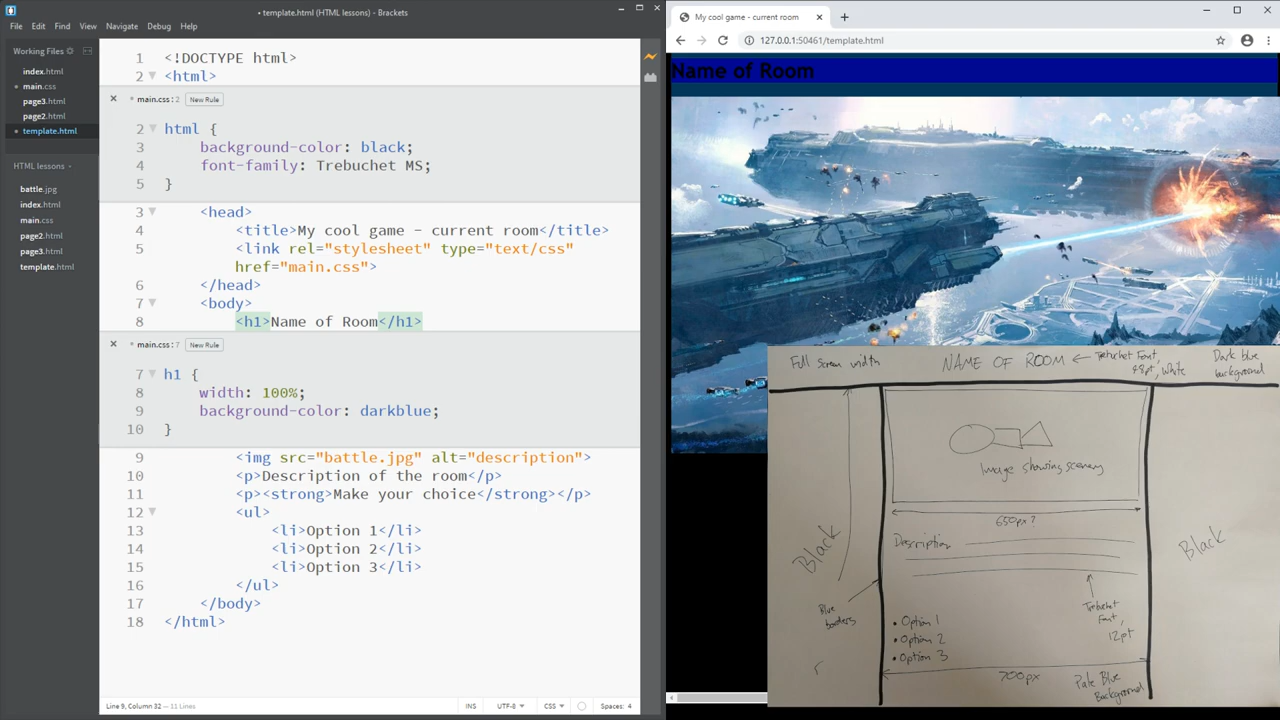 • template.html (HTML lessons) - Brackets
File Edit Find View Navigate Debug Help
Working Files
index.html
• main.css
page3.html
page2.html
• template.html
HTML lessons
battle.jpg
index.html
main.css
page2.html
page3.html
template.html
1 <!DOCTYPE html>
2 <html>
× • main.css : 2 New Rule
2 html {
3 background-color: black;
4 font-family: Trebuchet MS;
5 }
3 <head>
4 <title>My cool game - current room</title>
5 <link rel="stylesheet" type="text/css"
href="main.css">
6 </head>
7 <body>
8 <h1>Name of Room</h1>
× • main.css : 7 New Rule
7 h1 {
8 width: 100%;
9 background-color: darkblue;
10 }
9 <img src="battle.jpg" alt="description">
10 <p>Description of the room</p>
11 <p><strong>Make your choice</strong></p>
12 <ul>
13 <li>Option 1</li>
14 <li>Option 2</li>
15 <li>Option 3</li>
16 </ul>
17 </body>
18 </html>
Line 9, Column 32 — 11 Lines
INS UTF-8 CSS Spaces: 4
My cool game - current room
127.0.0.1:50461/template.html
Name of Room
Full screen width
NAME OF ROOM
Trebuchet Font,
48pt, White
Dark blue
background
Image showing scenery
650px?
Black
Description
Black
Blue
borders
Trebuchet
Font,
12pt
• Option 1
• Option 2
• Option 3
700px
Pale Blue
Background